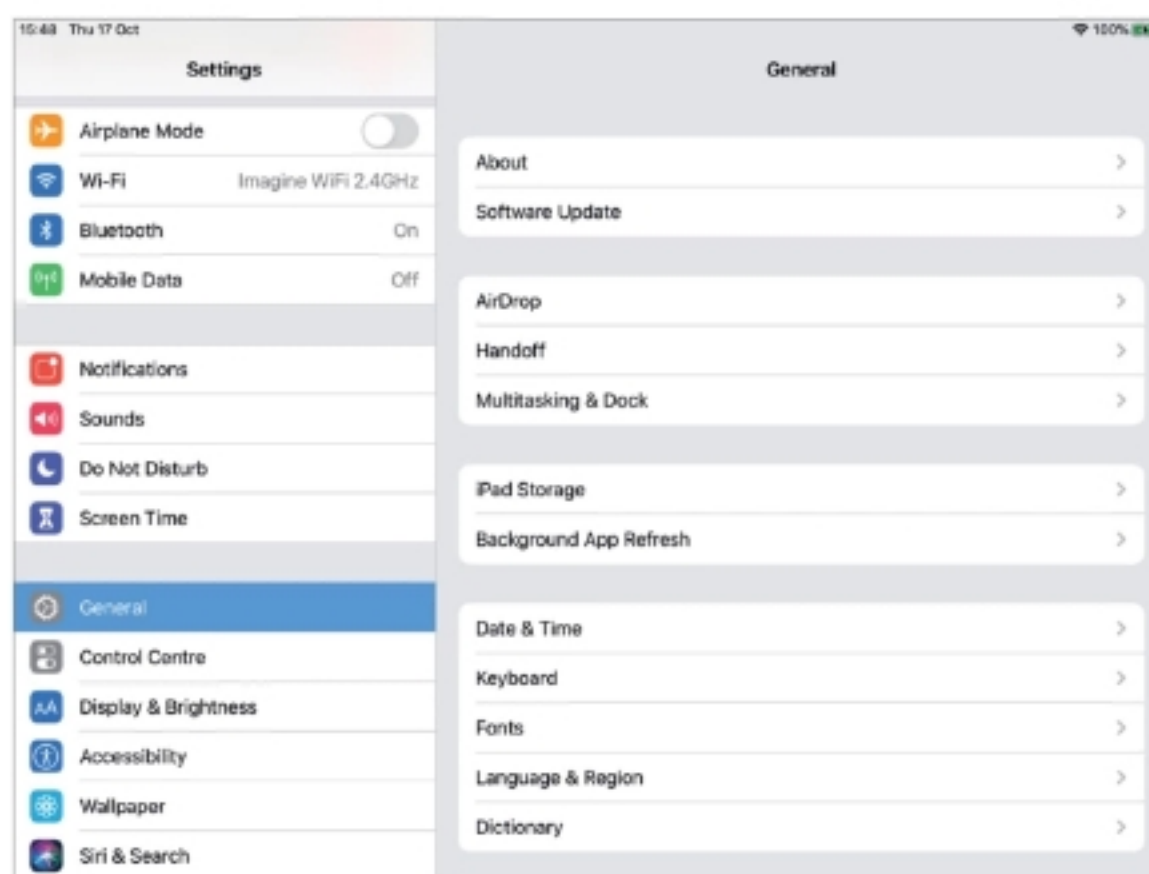 15:48 Thu 17 Oct
100%
Settings
Airplane Mode
Wi-Fi Imagine WiFi 2.4GHz
Bluetooth On
Mobile Data Off
Notifications
Sounds
Do Not Disturb
Screen Time
General
Control Centre
Display & Brightness
Accessibility
Wallpaper
Siri & Search
General
About
Software Update
AirDrop
Handoff
Multitasking & Dock
iPad Storage
Background App Refresh
Date & Time
Keyboard
Fonts
Language & Region
Dictionary